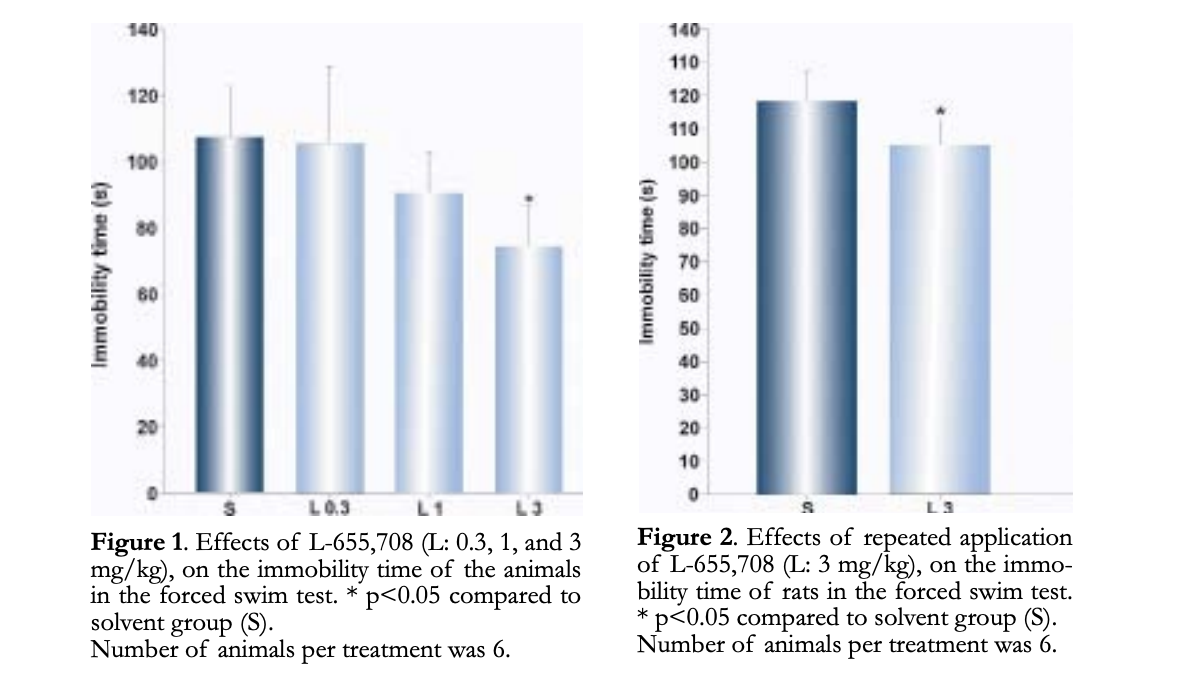 140
120
100
80
60
40
20
0
Immobility time (s)
*
S L 0.3 L 1 L 3
Figure 1. Effects of L-655,708 (L: 0.3, 1, and 3
mg/kg), on the immobility time of the animals
in the forced swim test. * p<0.05 compared to
solvent group (S).
Number of animals per treatment was 6.
140
110
120
110
100
90
80
70
60
50
40
30
20
10
0
Immobility time (s)
*
S L 3
Figure 2. Effects of repeated application
of L-655,708 (L: 3 mg/kg), on the immo-
bility time of rats in the forced swim test.
* p<0.05 compared to solvent group (S).
Number of animals per treatment was 6.